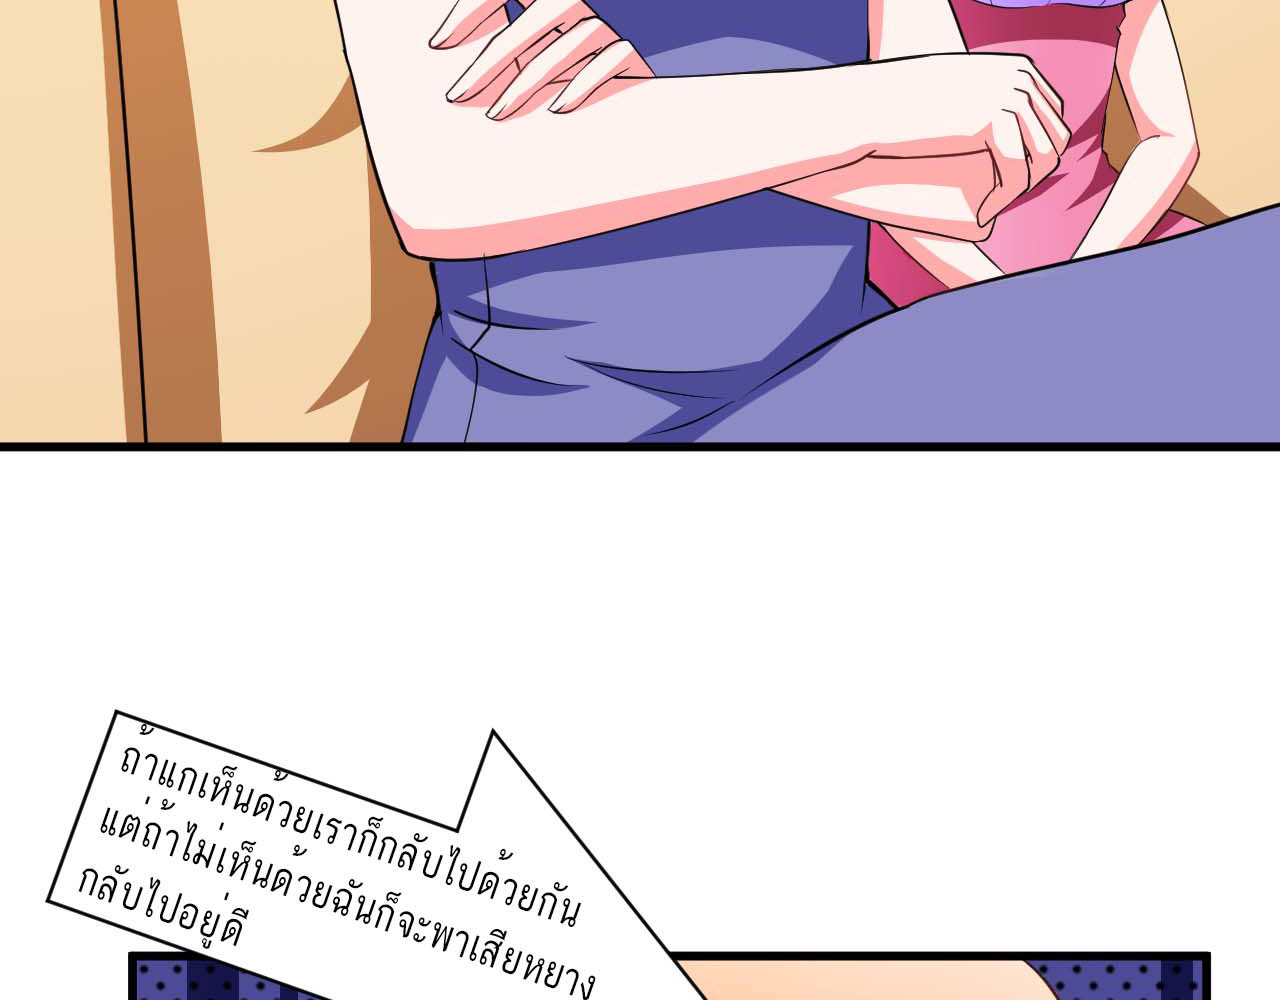 ถ้าแกเห็นด้วยเราก็กลับไปด้วยกัน
แต่ถ้าไม่เห็นด้วยฉันก็จะพาเสียหยาง
กลับไปอยู่ดี